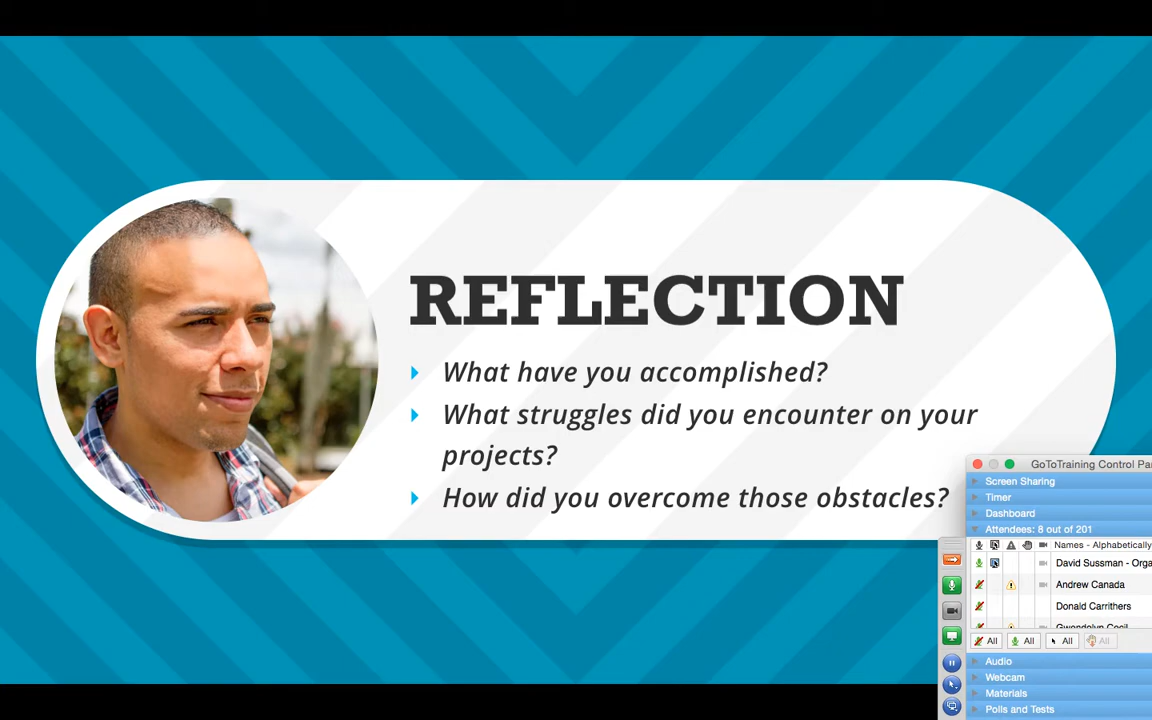 REFLECTION
What have you accomplished?
What struggles did you encounter on your
projects?
How did you overcome those obstacles?
GoToTraining Control Pa
Screen Sharing
Timer
Dashboard
Attendees: 8 out of 201
Names - Alphabetically
David Sussman - Orga
Andrew Canada
Donald Carrithers
Gwendolyn Cecil
All All All All
Audio
Webcam
Materials
Polls and Tests